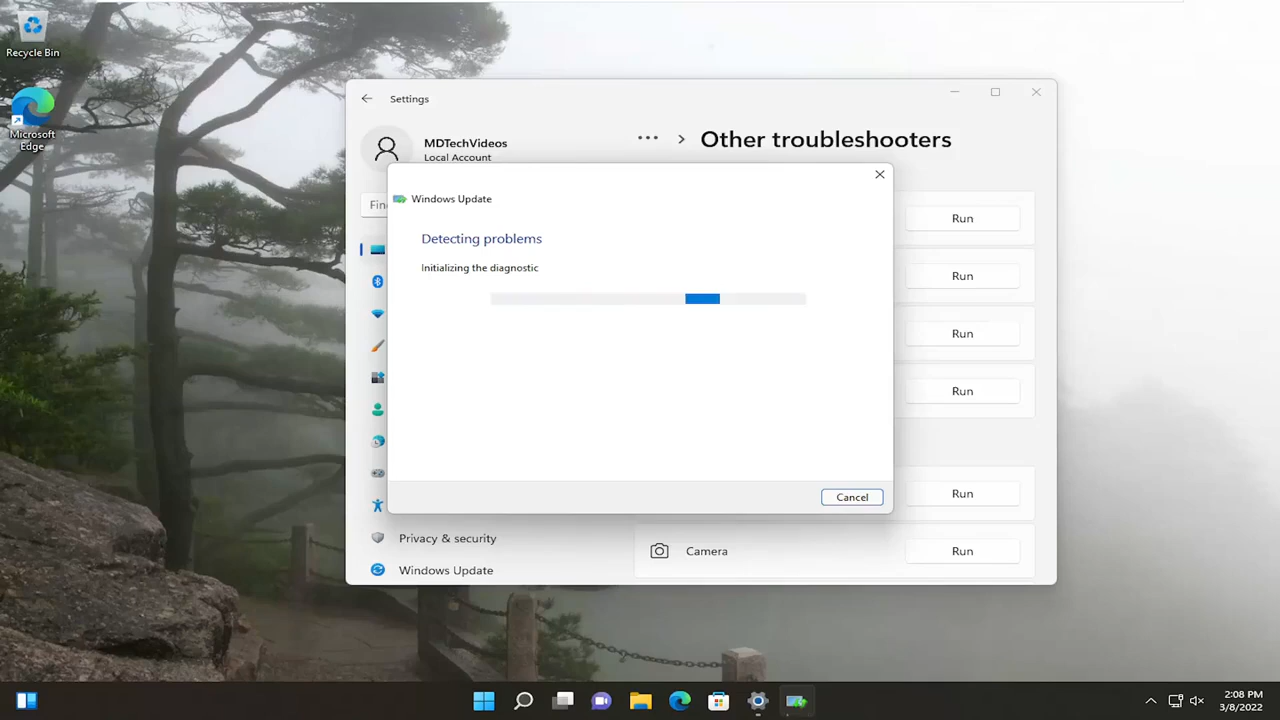 Recycle Bin
Microsoft
Edge
Settings
MDTechVideos
Local Account
••• > Other troubleshooters
Windows Update
Detecting problems
Initializing the diagnostic
Cancel
Run
Run
Run
Run
Run
Privacy & security
Camera
Run
Windows Update
2:08 PM
3/8/2022